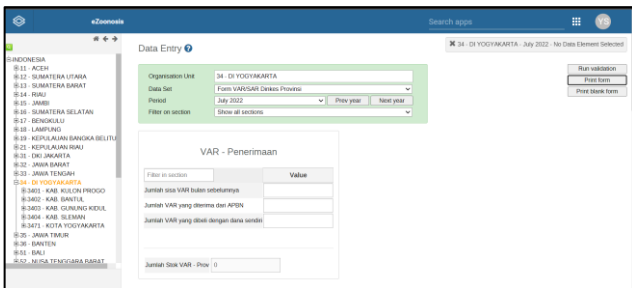 eZoonosis
Search apps
YS
INDONESIA
11 - ACEH
12 - SUMATERA UTARA
13 - SUMATERA BARAT
14 - RIAU
15 - JAMBI
16 - SUMATERA SELATAN
17 - BENGKULU
18 - LAMPUNG
19 - KEPULAUAN BANGKA BELITU
21 - KEPULAUAN RIAU
31 - DKI JAKARTA
32 - JAWA BARAT
33 - JAWA TENGAH
34 - DI YOGYAKARTA
3401 - KAB. KULON PROGO
3402 - KAB. BANTUL
3403 - KAB. GUNUNG KIDUL
3404 - KAB. SLEMAN
3471 - KOTA YOGYAKARTA
35 - JAWA TIMUR
36 - BANTEN
51 - BALI
52 - NUSA TENGGARA BARAT
Data Entry
Organisation Unit 34 - DI YOGYAKARTA
Data Set Form VAR/SAR Dinkes Provinsi
Period July 2022 Prev year Next year
Filter on section Show all sections
34 - DI YOGYAKARTA - July 2022 - No Data Element Selected
Run validation
Print form
Print blank form
VAR - Penerimaan
Filter in section Value
Jumlah sisa VAR bulan sebelumnya
Jumlah VAR yang diterima dari APBN
Jumlah VAR yang dibeli dengan dana sendiri
Jumlah Stok VAR - Prov 0